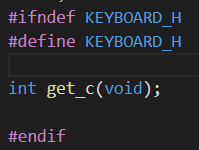 #ifndef KEYBOARD_H
#define KEYBOARD_H
int get_c(void);
#endif